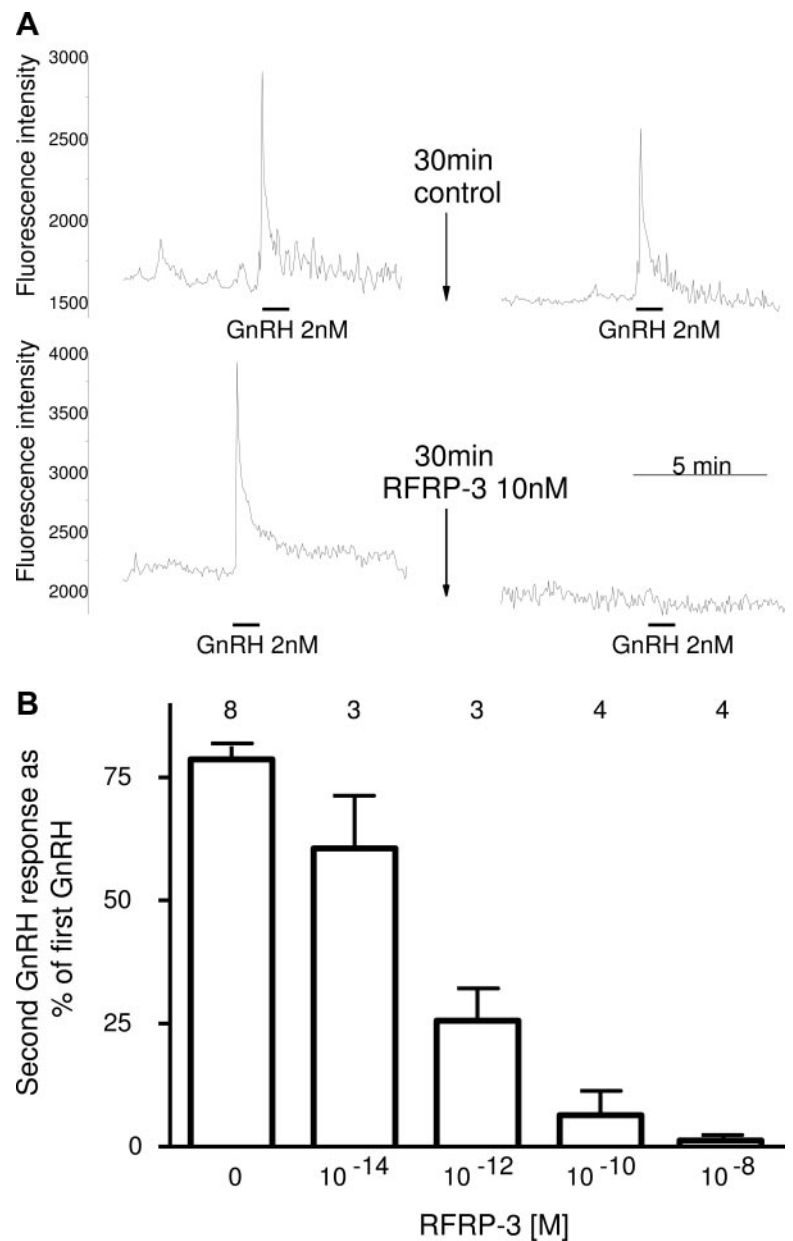 A
Fluorescence intensity
3000
2500
2000
1500
30min
control
GnRH 2nM
GnRH 2nM
Fluorescence intensity
4000
3500
3000
2500
2000
30min
RFRP-3 10nM
5 min
GnRH 2nM
GnRH 2nM
B
8 3 3 4 4
Second GnRH response as
% of first GnRH
75
50
25
0
0 10^-14 10^-12 10^-10 10^-8
RFRP-3 [M]